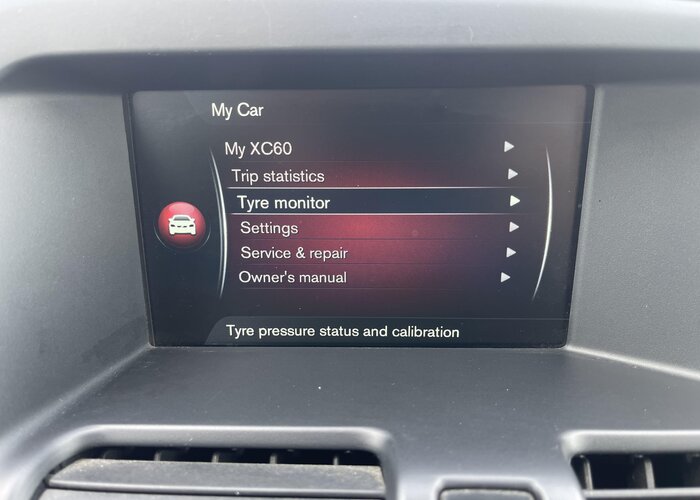 My Car
My XC60
Trip statistics
Tyre monitor
Settings
Service & repair
Owner's manual
Tyre pressure status and calibration